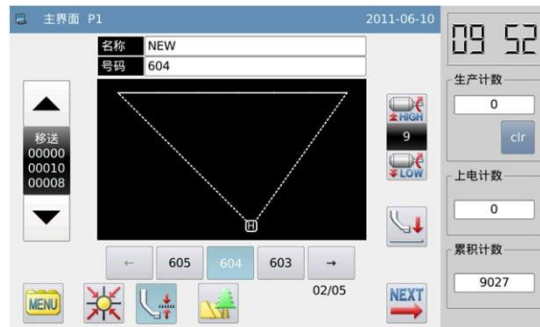 主界面 P1
2011-06-10
09 52
名称 NEW
号码 604
移送
00000
00010
00008
H
HIGH
9
LOW
生产计数
0
clr
上电计数
0
累积计数
9027
← 605 604 603 →
02/05
MENU
NEXT